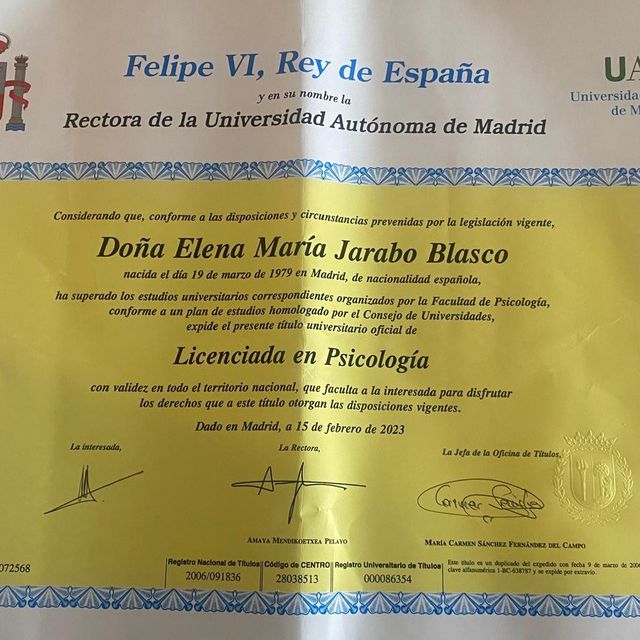 Felipe VI, Rey de España
y en su nombre la
Rectora de la Universidad Autónoma de Madrid
UA
Universida
de M
Considerando que, conforme a las disposiciones y circunstancias prevenidas por la legislación vigente,
Doña Elena María Jarabo Blasco
nacida el día 19 de marzo de 1979 en Madrid, de nacionalidad española,
ha superado los estudios universitarios correspondientes organizados por la Facultad de Psicología,
conforme a un plan de estudios homologado por el Consejo de Universidades,
expide el presente título universitario oficial de
Licenciada en Psicología
con validez en todo el territorio nacional, que faculta a la interesada para disfrutar
los derechos que a este título otorgan las disposiciones vigentes.
Dado en Madrid, a 15 de febrero de 2023
La interesada,
La Rectora,
La Jefa de la Oficina de Títulos,
AMAYA MENDIKOETXEA PELAYO
MARÍA CARMEN SÁNCHEZ FERNÁNDEZ DEL CAMPO
072568
Registro Nacional de Títulos
2006/091836
Código de CENTRO
28038513
Registro Universitario de Títulos
000086354
Este título es un duplicado del expedido con fecha 9 de marzo de 2006
clave alfanumérica 1-BC-638787 y se expide por extravío.